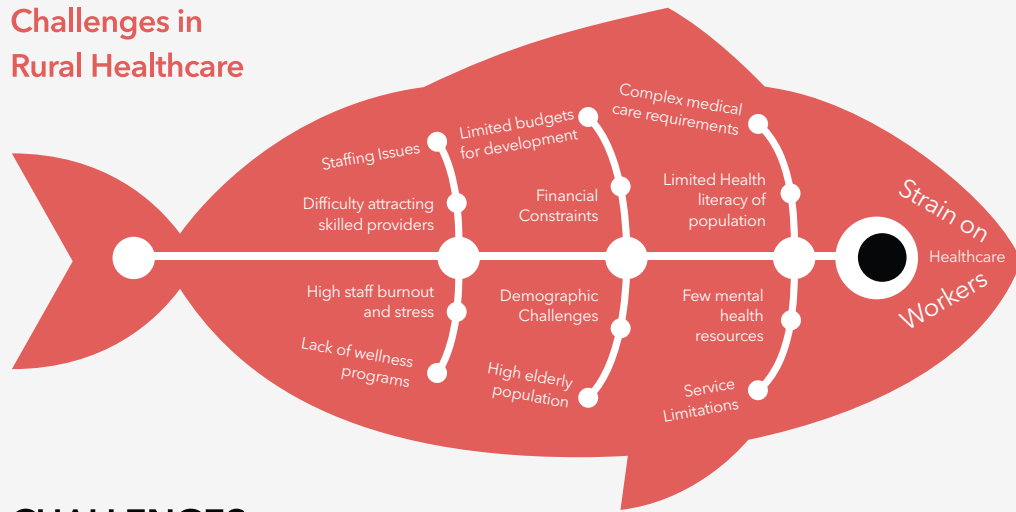 Challenges in
Rural Healthcare
Staffing Issues
Difficulty attracting
skilled providers
High staff burnout
and stress
Lack of wellness
programs
Limited budgets
for development
Financial
Constraints
Demographic
Challenges
High elderly
population
Complex medical
care requirements
Limited Health
literacy of
population
Few mental
health
resources
Service
Limitations
Strain on
Healthcare
Workers
CHALLENGES